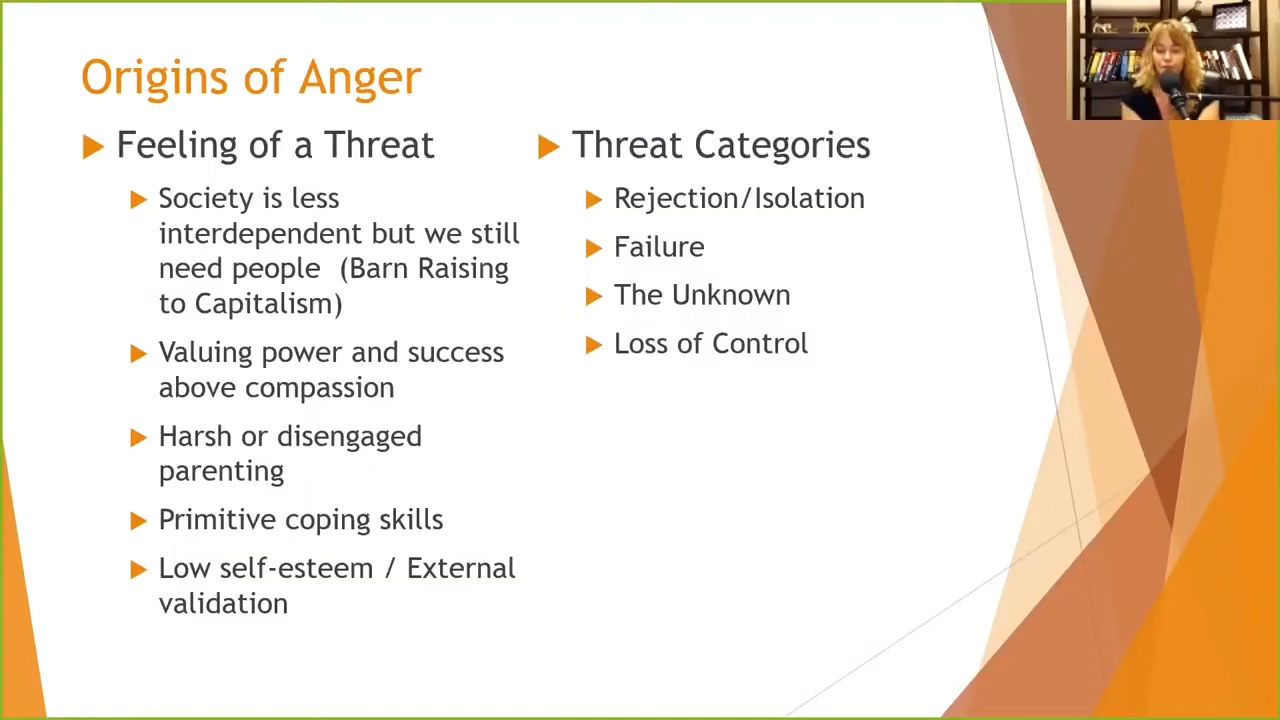 Origins of Anger
Feeling of a Threat
Society is less
interdependent but we still
need people (Barn Raising
to Capitalism)
Valuing power and success
above compassion
Harsh or disengaged
parenting
Primitive coping skills
Low self-esteem / External
validation
Threat Categories
Rejection/Isolation
Failure
The Unknown
Loss of Control